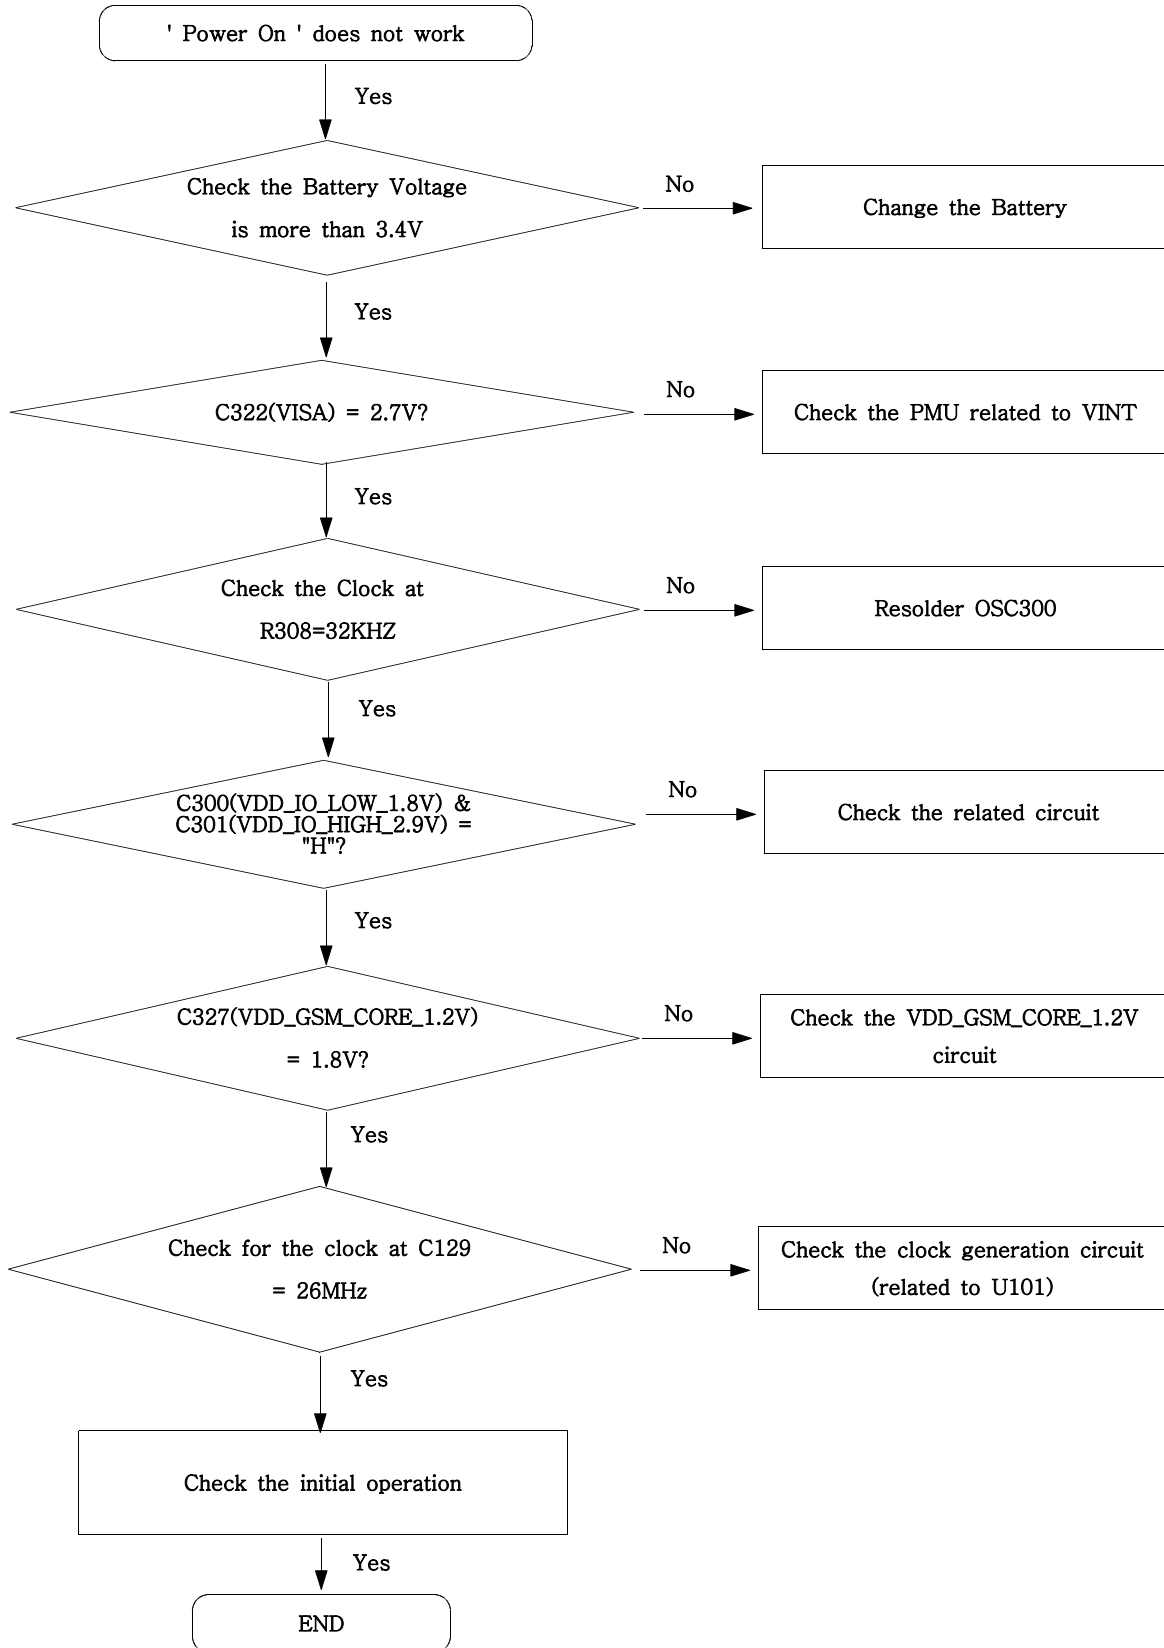 ' Power On ' does not work
Yes
Check the Battery Voltage
is more than 3.4V
No
Change the Battery
Yes
C322(VISA) = 2.7V?
No
Check the PMU related to VINT
Yes
Check the Clock at
R308=32KHZ
No
Resolder OSC300
Yes
C300(VDD_IO_LOW_1.8V) &
C301(VDD_IO_HIGH_2.9V) =
"H"?
No
Check the related circuit
Yes
C327(VDD_GSM_CORE_1.2V)
= 1.8V?
No
Check the VDD_GSM_CORE_1.2V
circuit
Yes
Check for the clock at C129
= 26MHz
No
Check the clock generation circuit
(related to U101)
Yes
Check the initial operation
Yes
END